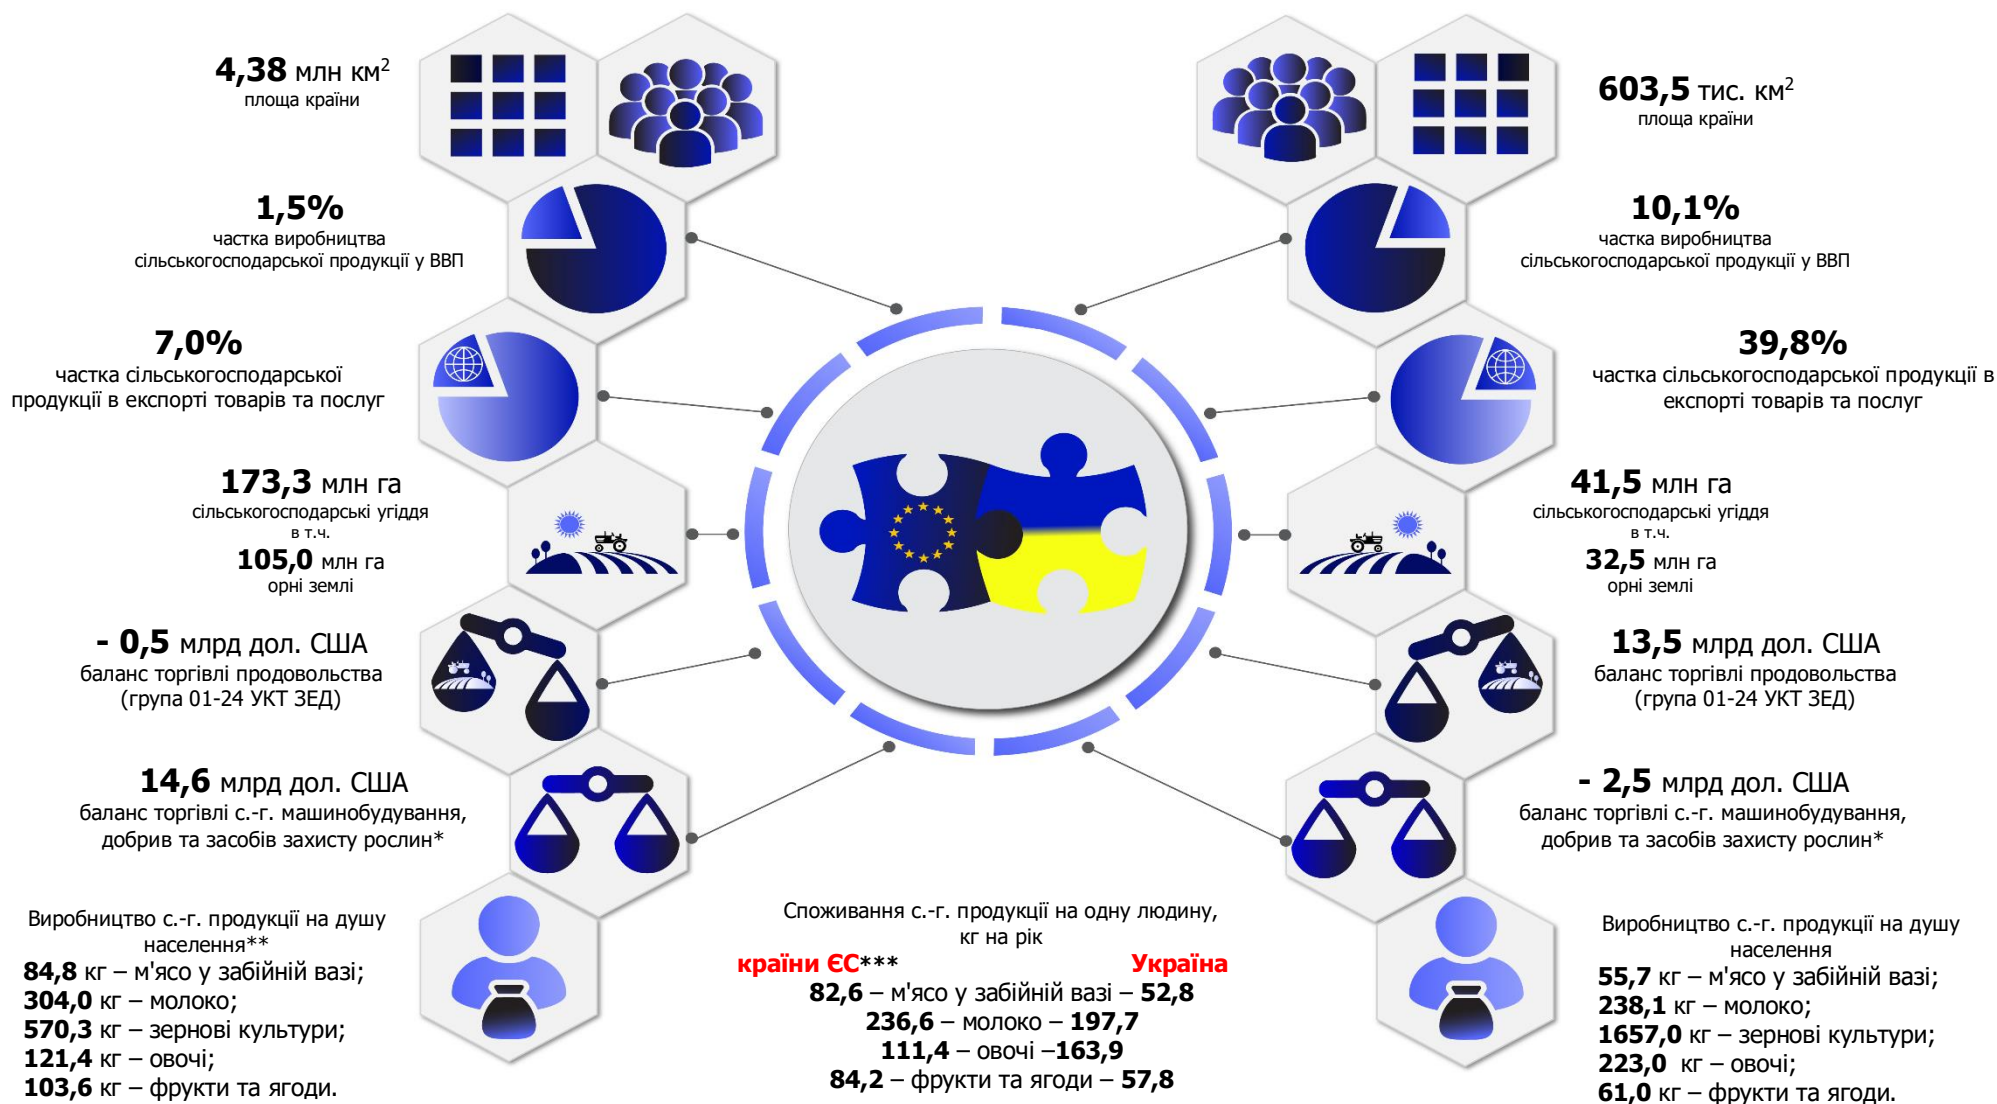 4,38 млн км²
площа країни
1,5%
частка виробництва
сільськогосподарської продукції у ВВП
7,0%
частка сільськогосподарської
продукції в експорті товарів та послуг
173,3 млн га
сільськогосподарські угіддя
в т.ч.
105,0 млн га
орні землі
- 0,5 млрд дол. США
баланс торгівлі продовольства
(група 01-24 УКТ ЗЕД)
14,6 млрд дол. США
баланс торгівлі с.-г. машинобудування,
добрив та засобів захисту рослин*
Виробництво с.-г. продукції на душу
населення**
84,8 кг – м'ясо у забійній вазі;
304,0 кг – молоко;
570,3 кг – зернові культури;
121,4 кг – овочі;
103,6 кг – фрукти та ягоди.
Споживання с.-г. продукції на одну людину,
кг на рік
країни ЄС*** Україна
82,6 – м'ясо у забійній вазі – 52,8
236,6 – молоко – 197,7
111,4 – овочі –163,9
84,2 – фрукти та ягоди – 57,8
603,5 тис. км²
площа країни
10,1%
частка виробництва
сільськогосподарської продукції у ВВП
39,8%
частка сільськогосподарської продукції в
експорті товарів та послуг
41,5 млн га
сільськогосподарські угіддя
в т.ч.
32,5 млн га
орні землі
13,5 млрд дол. США
баланс торгівлі продовольства
(група 01-24 УКТ ЗЕД)
- 2,5 млрд дол. США
баланс торгівлі с.-г. машинобудування,
добрив та засобів захисту рослин*
Виробництво с.-г. продукції на душу
населення
55,7 кг – м'ясо у забійній вазі;
238,1 кг – молоко;
1657,0 кг – зернові культури;
223,0 кг – овочі;
61,0 кг – фрукти та ягоди.